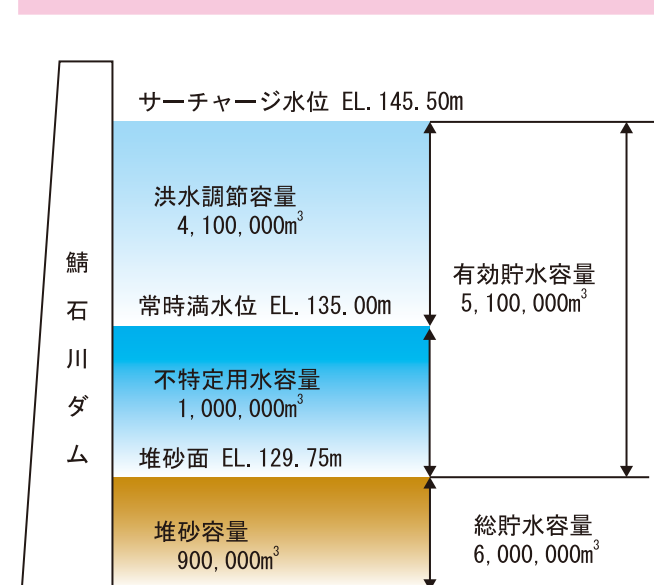 サーチャージ水位 EL.145.50m
洪水調節容量
4,100,000m³
有効貯水容量
5,100,000m³
常時満水位 EL.135.00m
不特定用水容量
1,000,000m³
堆砂面 EL.129.75m
堆砂容量
900,000m³
総貯水容量
6,000,000m³
鯖石川ダム